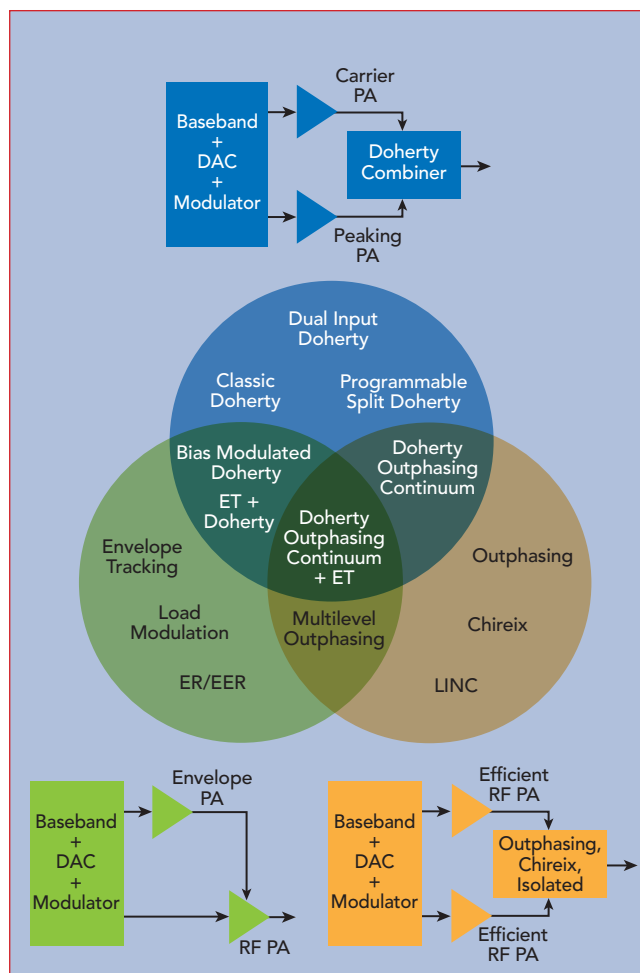 Carrier
PA
Baseband
+
DAC
+
Modulator
Doherty
Combiner
Peaking
PA
Dual Input
Doherty
Classic
Doherty
Programmable
Split Doherty
Bias Modulated
Doherty
ET +
Doherty
Doherty
Outphasing
Continuum
Doherty
Outphasing
Continuum
+ ET
Envelope
Tracking
Outphasing
Load
Modulation
Multilevel
Outphasing
Chireix
ER/EER
LINC
Envelope
PA
Baseband
+
DAC
+
Modulator
RF PA
Efficient
RF PA
Baseband
+
DAC
+
Modulator
Outphasing,
Chireix,
Isolated
Efficient
RF PA